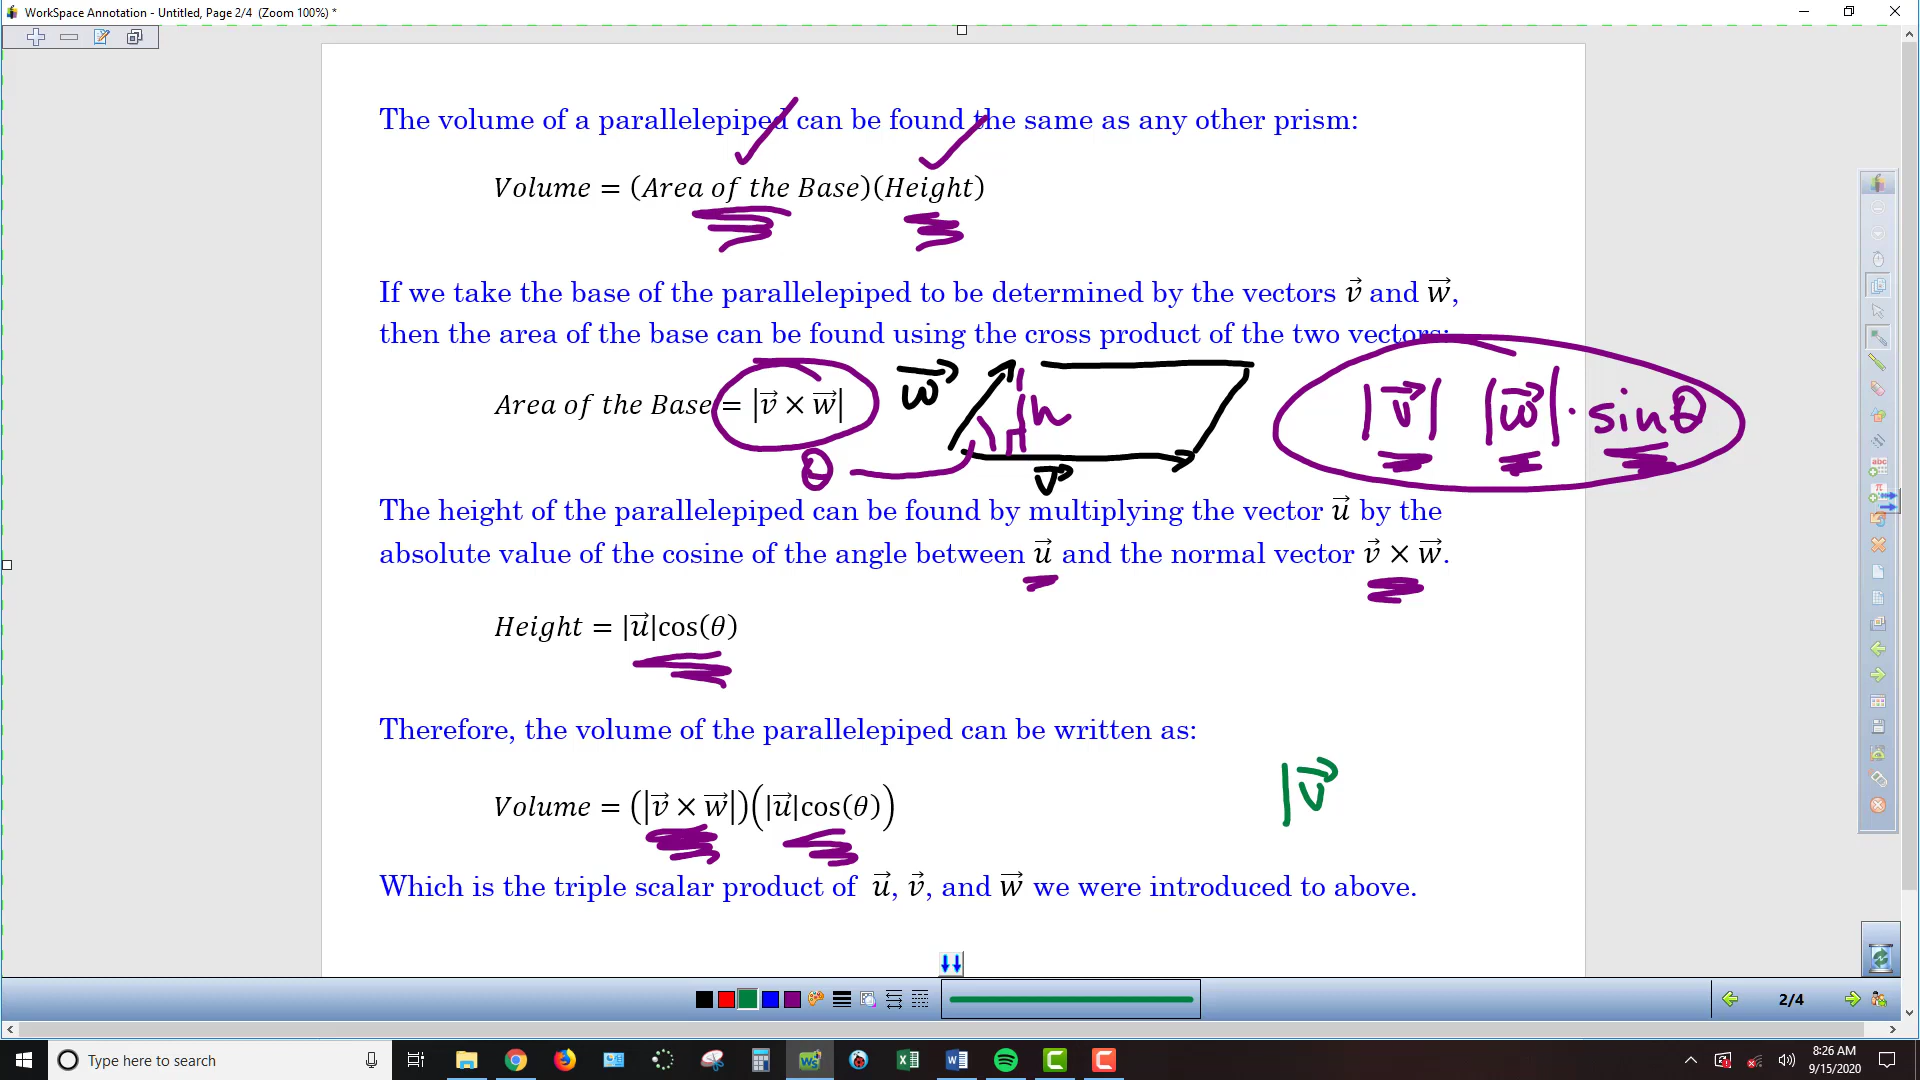 WorkSpace Annotation - Untitled, Page 2/4 (Zoom 100%) *
The volume of a parallelepiped can be found the same as any other prism:
Volume = (Area of the Base)(Height)
If we take the base of the parallelepiped to be determined by the vectors v⃗ and w⃗,
then the area of the base can be found using the cross product of the two vectors:
Area of the Base = |v⃗ × w⃗|
w⃗
h
|v⃗| |w⃗| · sinθ
θ
v⃗
The height of the parallelepiped can be found by multiplying the vector u⃗ by the
absolute value of the cosine of the angle between u⃗ and the normal vector v⃗ × w⃗.
Height = |u⃗|cos(θ)
Therefore, the volume of the parallelepiped can be written as:
|v⃗
Volume = (|v⃗ × w⃗|)(|u⃗|cos(θ))
Which is the triple scalar product of u⃗, v⃗, and w⃗ we were introduced to above.
2/4
Type here to search
8:26 AM
9/15/2020